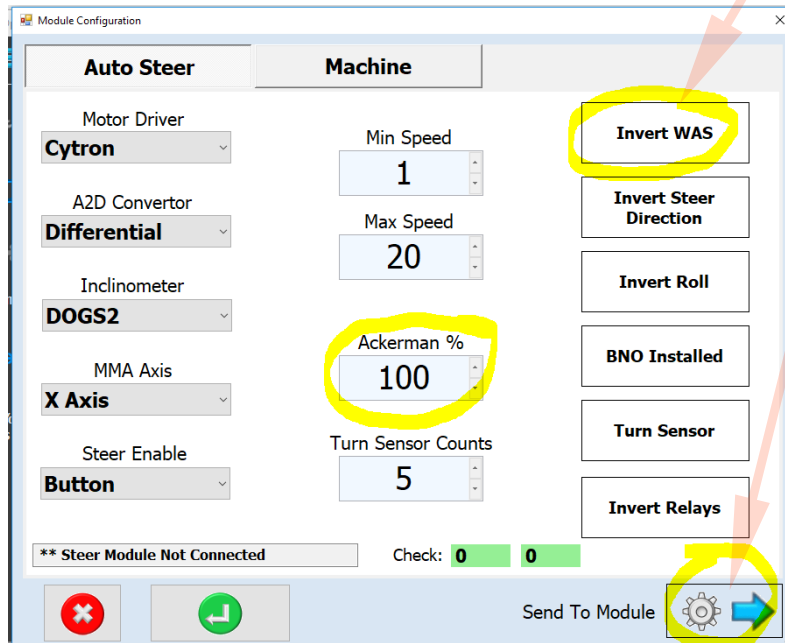 Module Configuration
Auto Steer
Machine
Motor Driver
Cytron
A2D Convertor
Differential
Inclinometer
DOGS2
MMA Axis
X Axis
Steer Enable
Button
Min Speed
1
Max Speed
20
Ackerman %
100
Turn Sensor Counts
5
Invert WAS
Invert Steer
Direction
Invert Roll
BNO Installed
Turn Sensor
Invert Relays
** Steer Module Not Connected
Check: 0 0
Send To Module